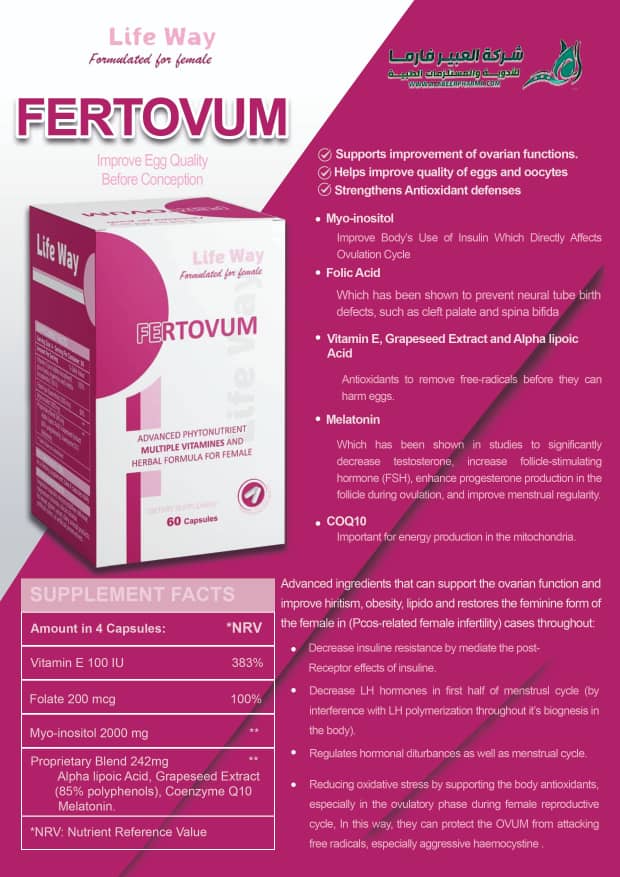 Life Way
Formulated for female
شركة العبير فارما
للادوية والمستلزمات الطبية
FERTOVUM
Improve Egg Quality
Before Conception
Supports improvement of ovarian functions.
Helps improve quality of eggs and oocytes
Strengthens Antioxidant defenses
• Myo-inositol
Improve Body's Use of Insulin Which Directly Affects
Ovulation Cycle
• Folic Acid
Which has been shown to prevent neural tube birth
defects, such as cleft palate and spina bifida
• Vitamin E, Grapeseed Extract and Alpha lipoic
Acid
Antioxidants to remove free-radicals before they can
harm eggs.
• Melatonin
Which has been shown in studies to significantly
decrease testosterone, increase follicle-stimulating
hormone (FSH), enhance progesterone production in the
follicle during ovulation, and improve menstrual regularity.
• COQ10
Important for energy production in the mitochondria.
Life Way
Life Way
Formulated for female
FERTOVUM
Life Way
ADVANCED PHYTONUTRIENT
MULTIPLE VITAMINES AND
HERBAL FORMULA FOR FEMALE
DIETARY SUPPLEMENT
60 Capsules
SUPPLEMENT FACTS
Amount in 4 Capsules: *NRV
Vitamin E 100 IU 383%
Folate 200 mcg 100%
Myo-inositol 2000 mg **
Proprietary Blend 242mg **
Alpha lipoic Acid, Grapeseed Extract
(85% polyphenols), Coenzyme Q10
Melatonin.
*NRV: Nutrient Reference Value
Advanced ingredients that can support the ovarian function and
improve hiritism, obesity, lipido and restores the feminine form of
the female in (Pcos-related female infertility) cases throughout:
• Decrease insuline resistance by mediate the post-
Receptor effects of insuline.
• Decrease LH hormones in first half of menstrusl cycle (by
interference with LH polymerization throughout it's biognesis in
the body).
• Regulates hormonal diturbances as well as menstrual cycle.
• Reducing oxidative stress by supporting the body antioxidants,
especially in the ovulatory phase during female reproductive
cycle, In this way, they can protect the OVUM from attacking
free radicals, especially aggressive haemocystine .